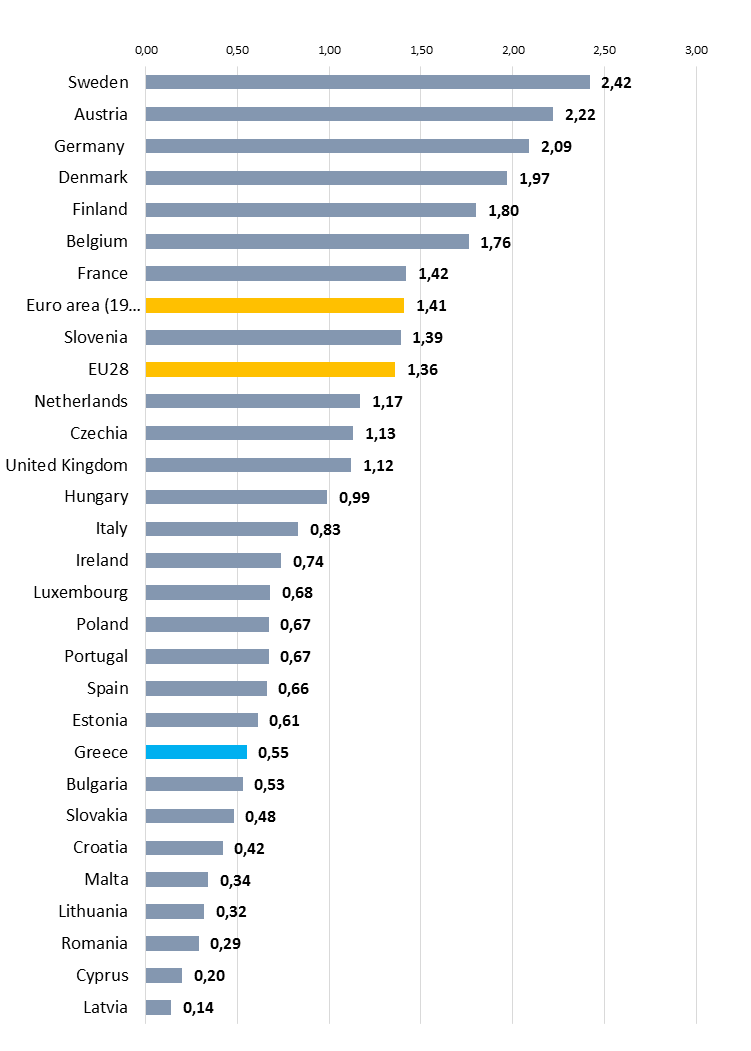 0,00 0,50 1,00 1,50 2,00 2,50 3,00
Sweden 2,42
Austria 2,22
Germany 2,09
Denmark 1,97
Finland 1,80
Belgium 1,76
France 1,42
Euro area (19... 1,41
Slovenia 1,39
EU28 1,36
Netherlands 1,17
Czechia 1,13
United Kingdom 1,12
Hungary 0,99
Italy 0,83
Ireland 0,74
Luxembourg 0,68
Poland 0,67
Portugal 0,67
Spain 0,66
Estonia 0,61
Greece 0,55
Bulgaria 0,53
Slovakia 0,48
Croatia 0,42
Malta 0,34
Lithuania 0,32
Romania 0,29
Cyprus 0,20
Latvia 0,14